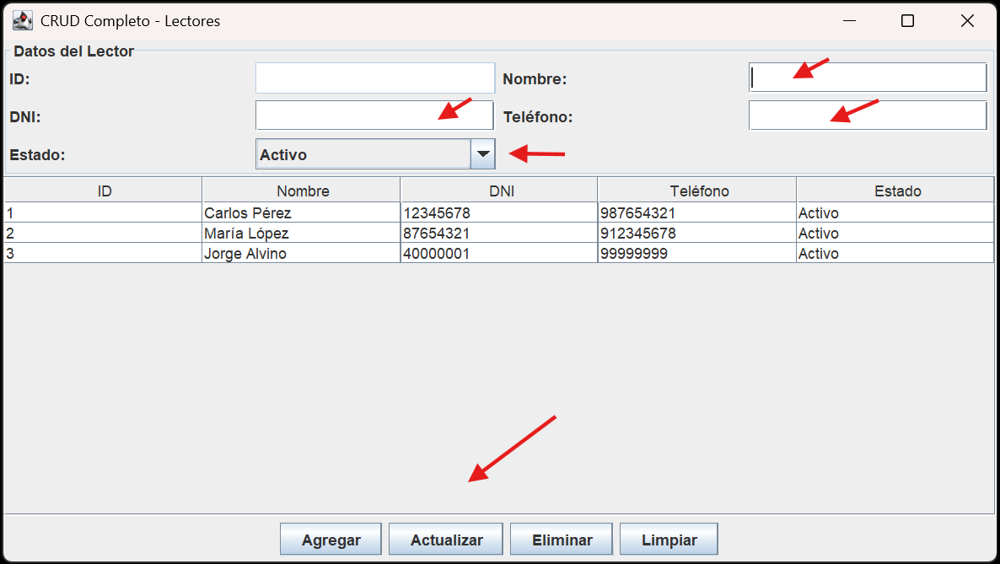 CRUD Completo - Lectores
Datos del Lector
ID: Nombre:
DNI: Teléfono:
Estado: Activo
ID Nombre DNI Teléfono Estado
1 Carlos Pérez 12345678 987654321 Activo
2 María López 87654321 912345678 Activo
3 Jorge Alvino 40000001 99999999 Activo
Agregar Actualizar Eliminar Limpiar